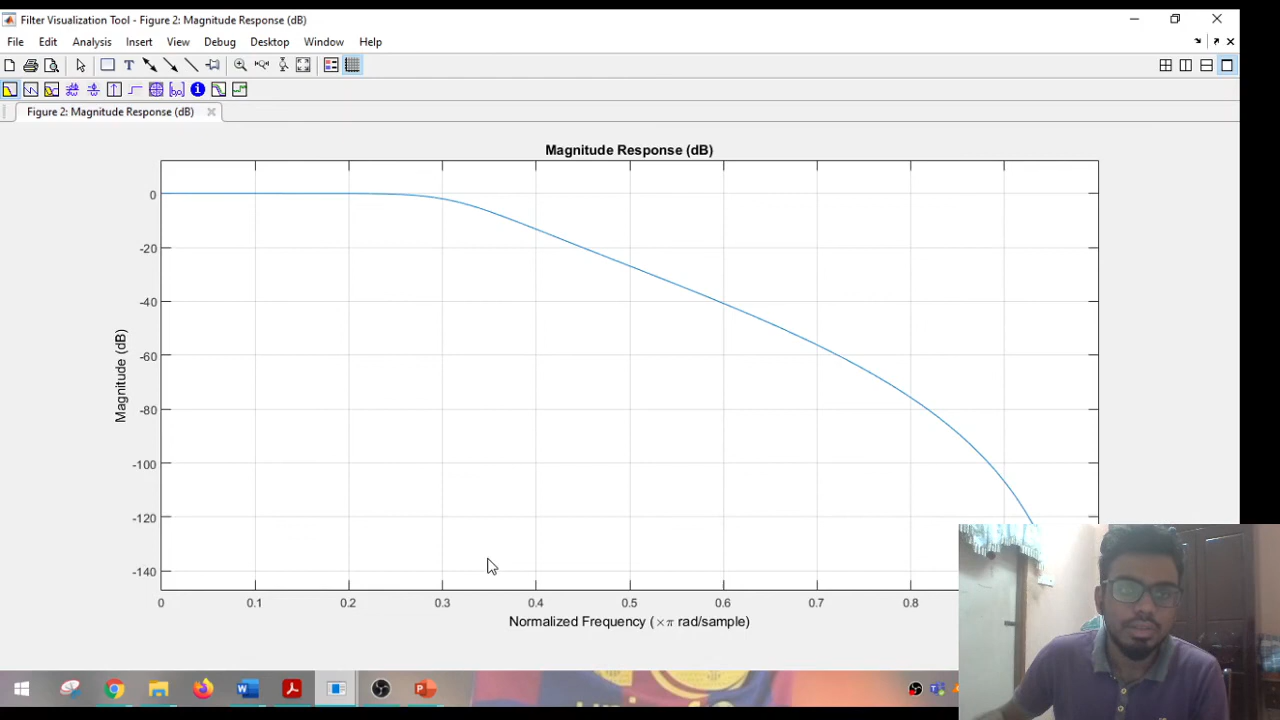 Filter Visualization Tool - Figure 2: Magnitude Response (dB)
File Edit Analysis Insert View Debug Desktop Window Help
Figure 2: Magnitude Response (dB)
Magnitude Response (dB)
0
-20
-40
-60
-80
-100
-120
-140
Magnitude (dB)
0 0.1 0.2 0.3 0.4 0.5 0.6 0.7 0.8
Normalized Frequency (×π rad/sample)